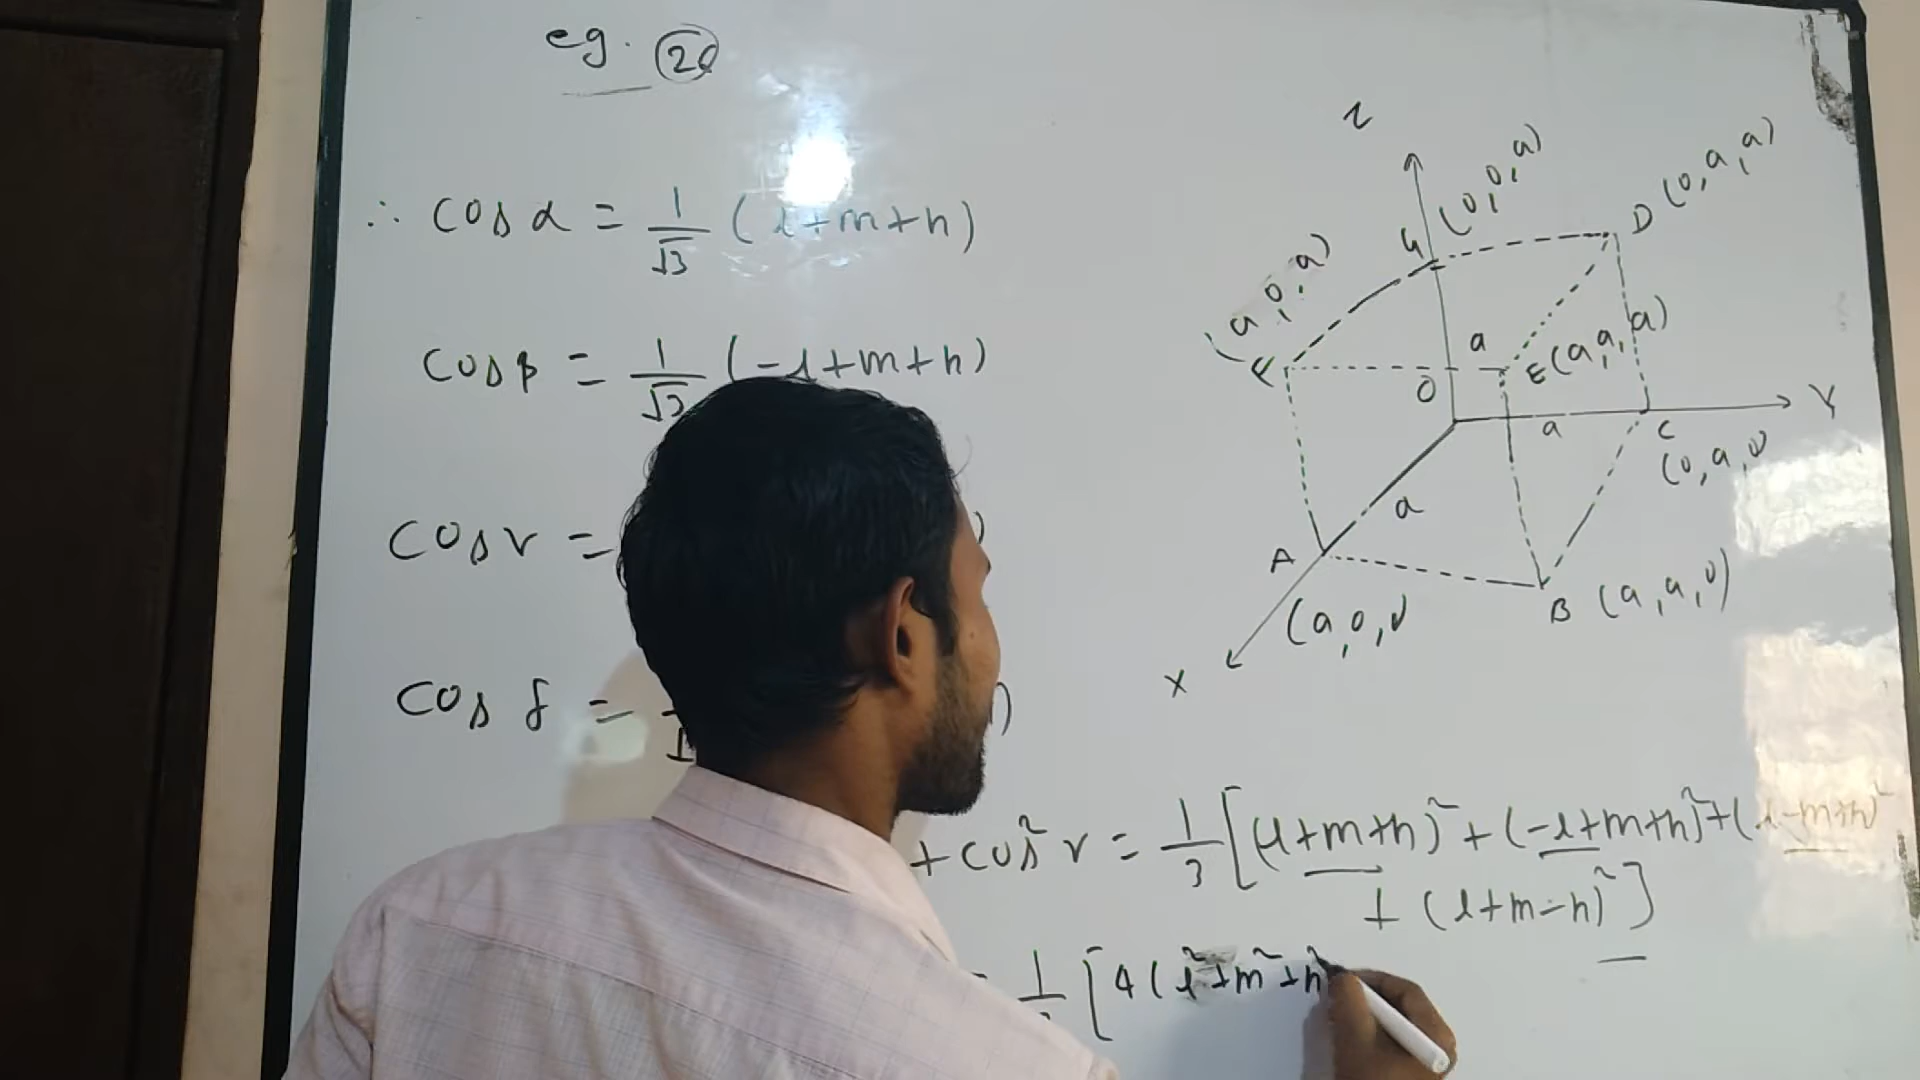 eg. 26
∴ cos α = 1/√3 (l+m+n)
cos β = 1/√3 (-l+m+n)
cos γ =
cos δ =
+ cos² γ = 1/3 [(l+m+n)² + (-l+m+n)² + (l-m+n)²
+ (l+m-n)²]
= 1/3 [4(l²+m²+n²
Z
G (0,0,a)
D (0,a,a)
F (a,0,a)
E (a,a,a)
a
O
a
C
(0,a,0)
Y
a
A
(a,0,0)
B (a,a,0)
X